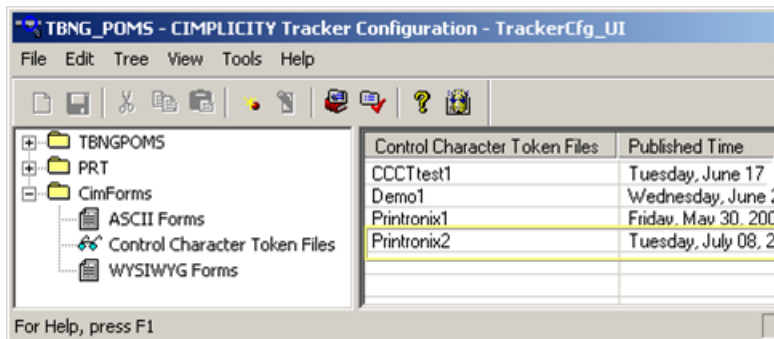 TBNG_POMS - CIMPLICITY Tracker Configuration - TrackerCfg_UI
File Edit Tree View Tools Help
TBNGPOMS
PRT
CimForms
ASCII Forms
Control Character Token Files
WYSIWYG Forms
Control Character Token Files Published Time
CCCTtest1 Tuesday, June 17
Demo1 Wednesday, June
Printronix1 Friday, May 30, 200
Printronix2 Tuesday, July 08, 2
For Help, press F1